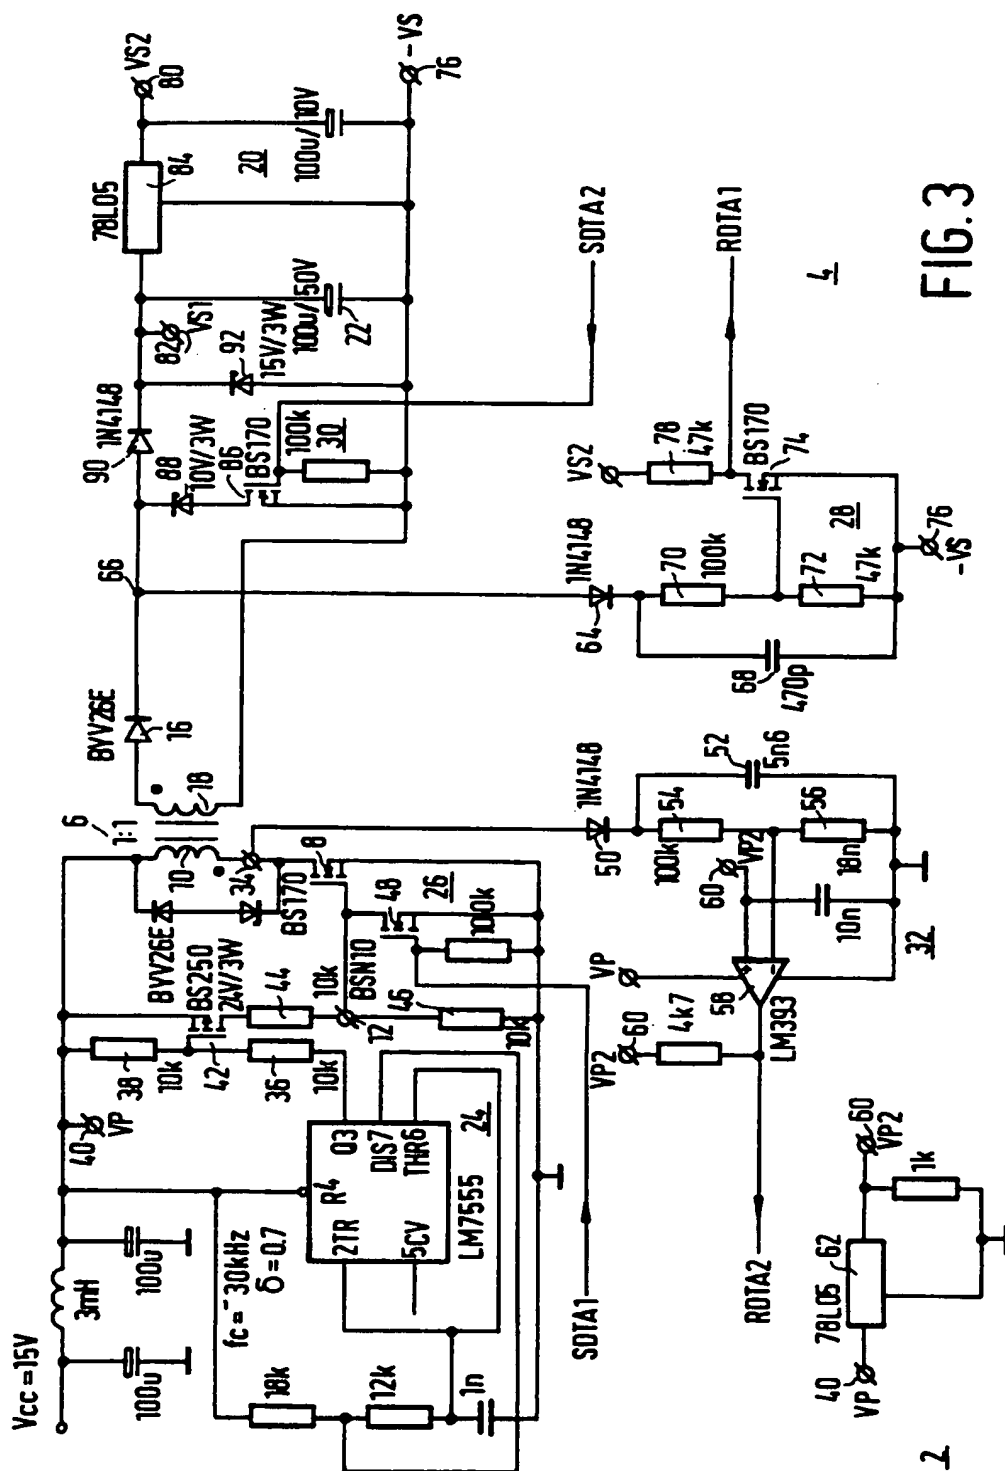 Vcc = 15V
100u
3mH
100u
40
VP
fc = 30kHz
δ = 0.7
18k
12k
1n
R4
Q3
DIS7
THR6
2TR
5CV
LM7555
24
38
10k
42
36
10k
BS250
24V/3W
44
10k
12
46
10k
BYV26E
10
34
BS170
8
BSN10
48
26
100k
SDTA1
6
1:1
18
BYV26E
16
66
90
1N4148
88
10V/3W
86
BS170
100k
30
82
VS1
92
15V/3W
100u/50V
22
78L05
84
20
100u/10V
VS2
80
-VS
76
SDTA2
50
1N4148
52
5n6
54
100k
56
18n
60
VP2
10n
32
VP
58
LM393
VP2
60
4k7
RDTA2
64
1N4148
70
100k
68
470p
72
47k
VS2
78
47k
BS170
74
28
76
-VS
RDTA1
4
40
VP
78L05
62
60
VP2
1k
2
FIG. 3